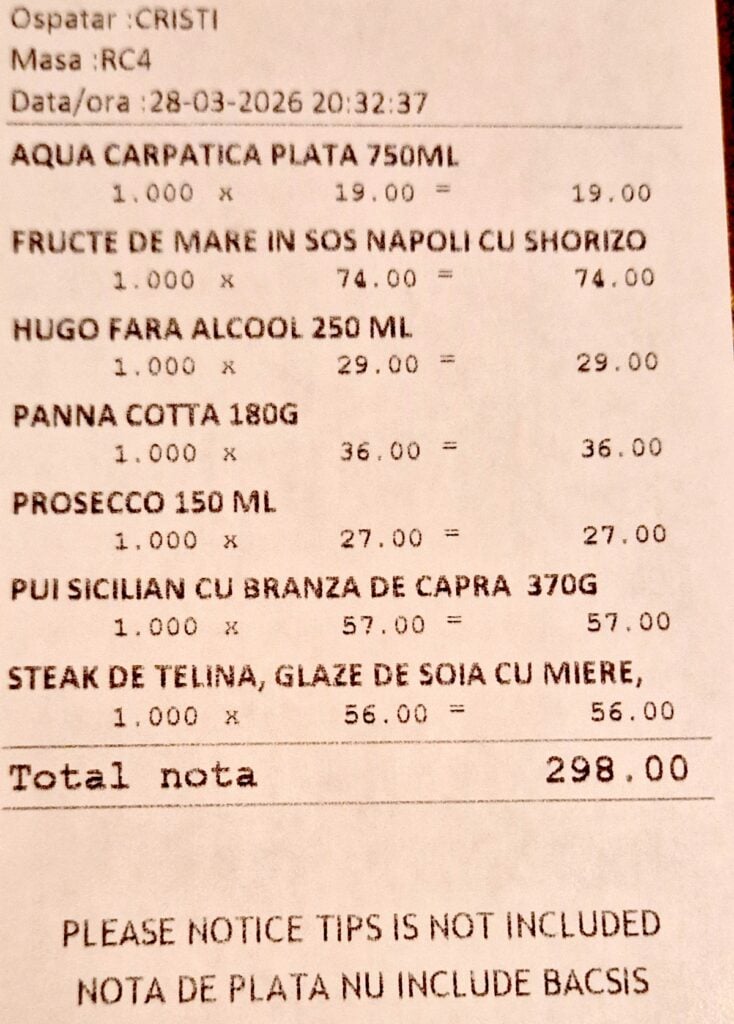 Ospatar :CRISTI
Masa :RC4
Data/ora :28-03-2026 20:32:37
AQUA CARPATICA PLATA 750ML
1.000 x 19.00 = 19.00
FRUCTE DE MARE IN SOS NAPOLI CU SHORIZO
1.000 x 74.00 = 74.00
HUGO FARA ALCOOL 250 ML
1.000 x 29.00 = 29.00
PANNA COTTA 180G
1.000 x 36.00 = 36.00
PROSECCO 150 ML
1.000 x 27.00 = 27.00
PUI SICILIAN CU BRANZA DE CAPRA 370G
1.000 x 57.00 = 57.00
STEAK DE TELINA, GLAZE DE SOIA CU MIERE,
1.000 x 56.00 = 56.00
Total nota 298.00
PLEASE NOTICE TIPS IS NOT INCLUDED
NOTA DE PLATA NU INCLUDE BACSIS